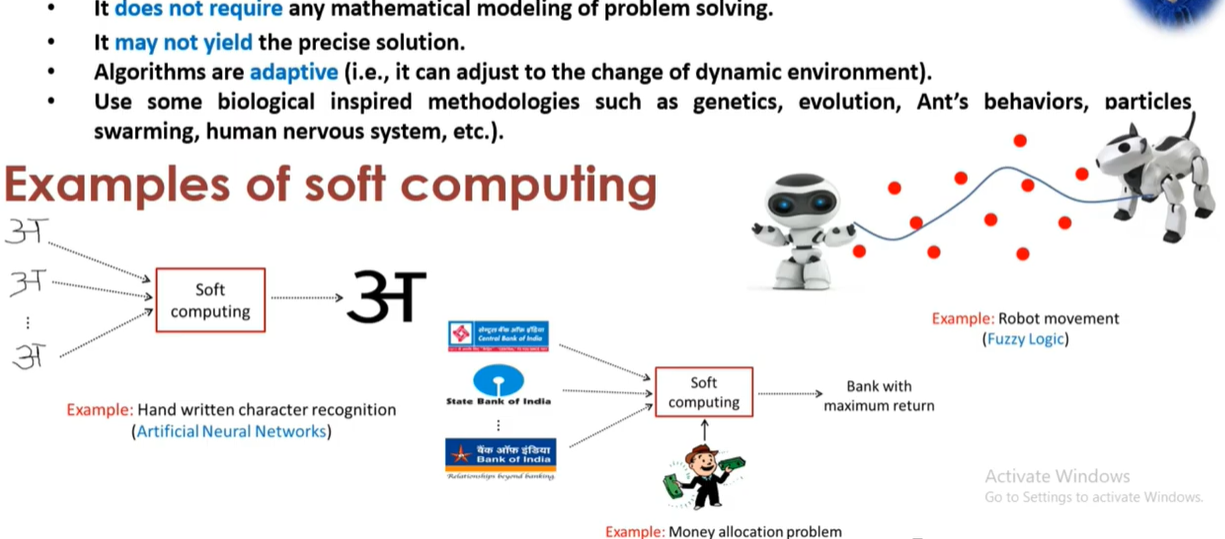 • It does not require any mathematical modeling of problem solving.
• It may not yield the precise solution.
• Algorithms are adaptive (i.e., it can adjust to the change of dynamic environment).
• Use some biological inspired methodologies such as genetics, evolution, Ant's behaviors, particles
swarming, human nervous system, etc.).
Examples of soft computing
अ
अ
⋮
अ
Soft
computing
अ
Example: Hand written character recognition
(Artificial Neural Networks)
Example: Robot movement
(Fuzzy Logic)
सेन्ट्रल बैंक ऑफ इंडिया
Central Bank of India
State Bank of India
⋮
बैंक ऑफ इंडिया
Bank of India
Relationships beyond banking
Soft
computing
Bank with
maximum return
Example: Money allocation problem
Activate Windows
Go to Settings to activate Windows.